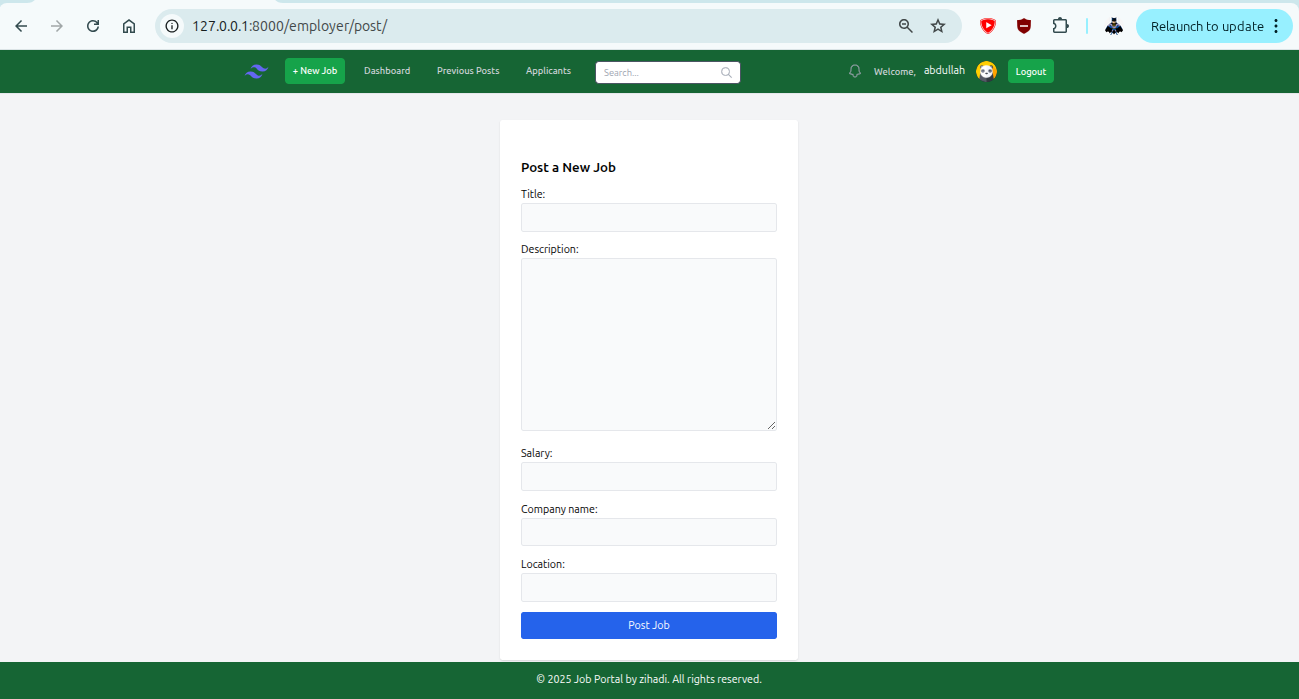 127.0.0.1:8000/employer/post/
Relaunch to update
+ New Job
Dashboard
Previous Posts
Applicants
Search...
Welcome, abdullah
Logout
Post a New Job
Title:
Description:
Salary:
Company name:
Location:
Post Job
© 2025 Job Portal by zihadi. All rights reserved.